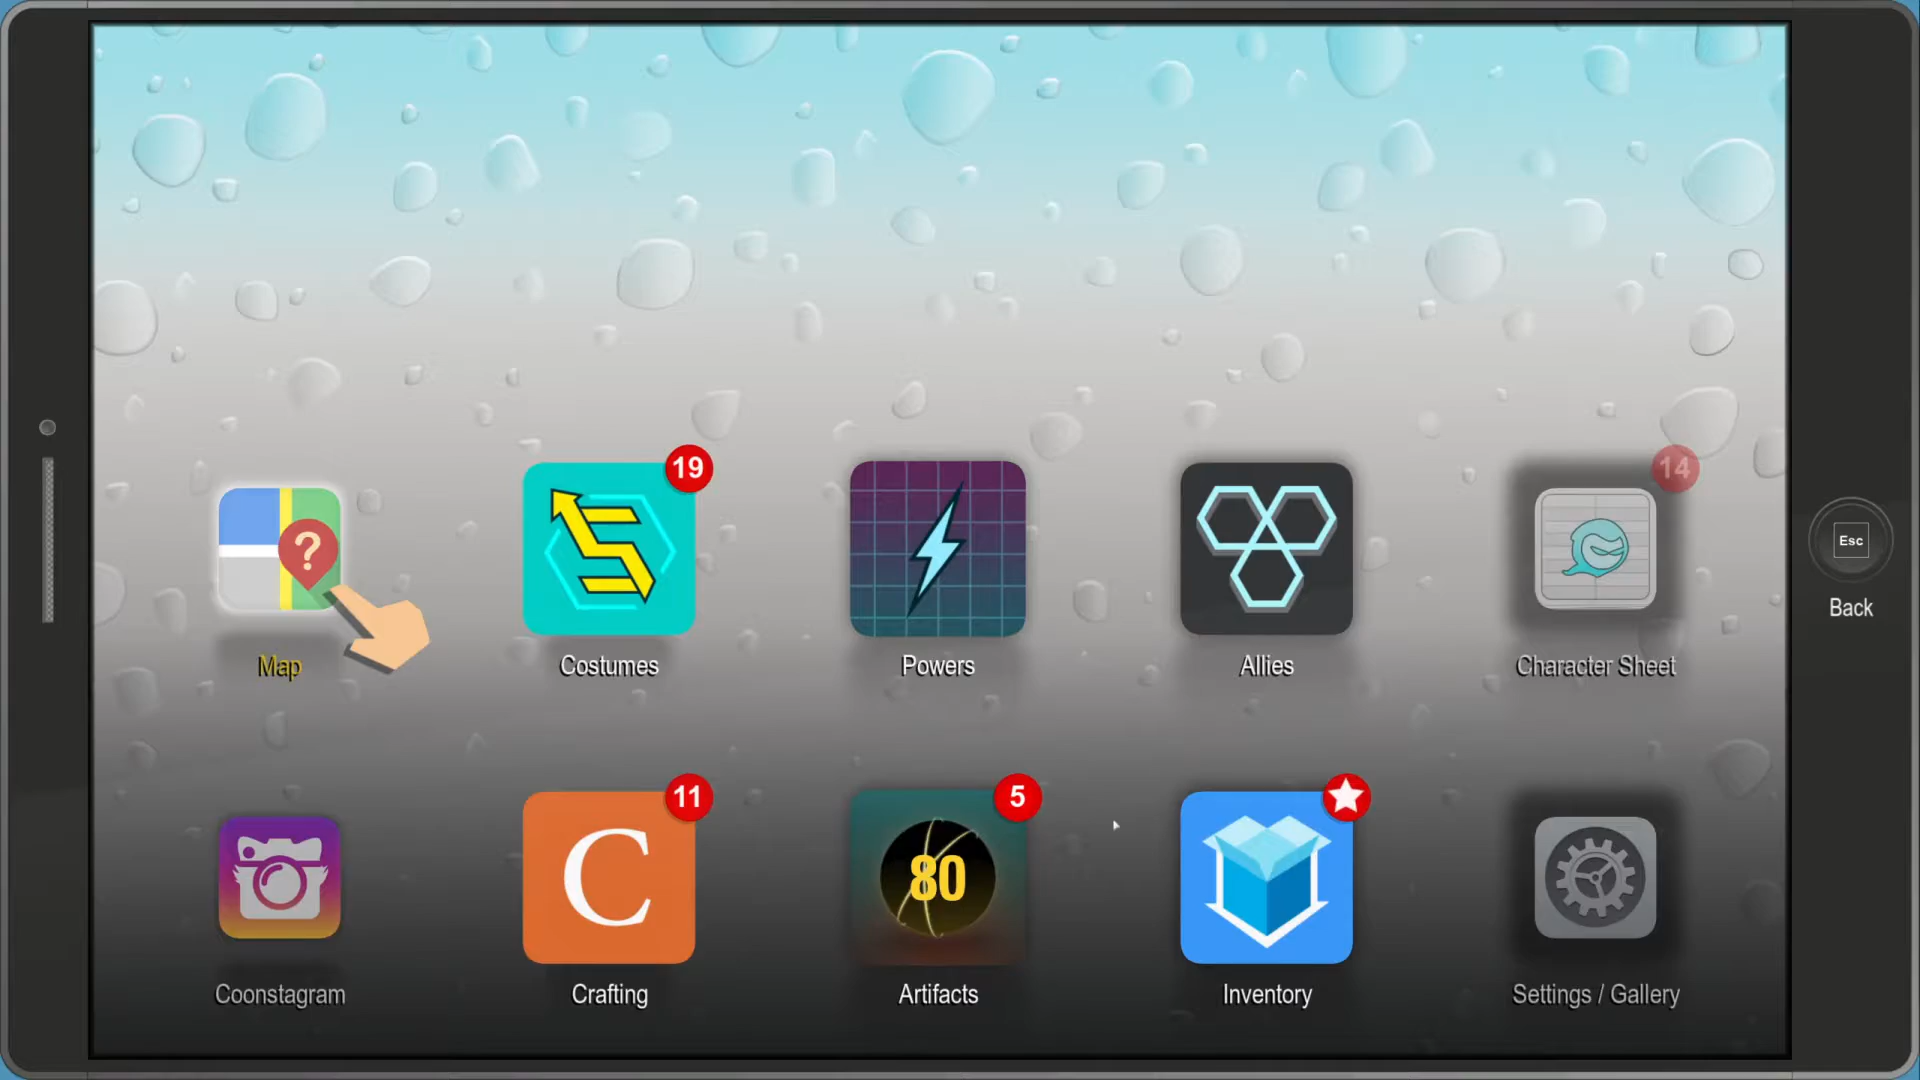 19
14
?
Esc
Map
Costumes
Powers
Allies
Character Sheet
Back
11
5
C
80
Coonstagram
Crafting
Artifacts
Inventory
Settings / Gallery